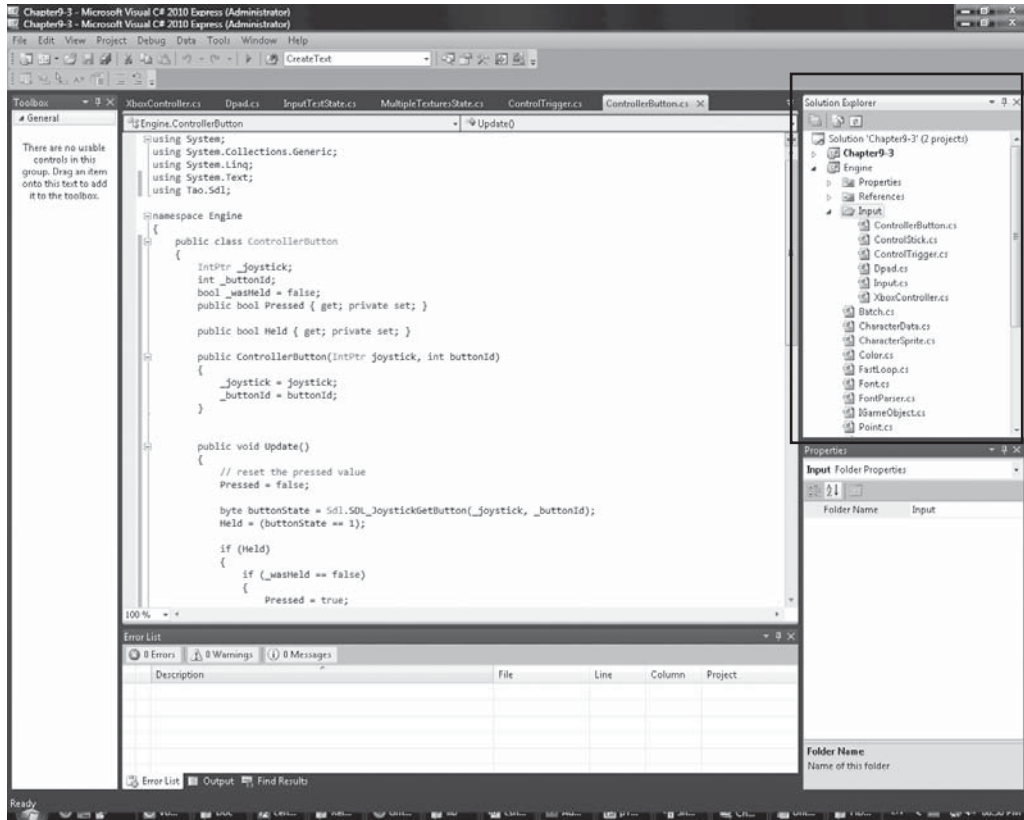 Chapter9-3 - Microsoft Visual C# 2010 Express (Administrator)
Chapter9-3 - Microsoft Visual C# 2010 Express (Administrator)
File Edit View Project Debug Data Tools Window Help
CreateText
Toolbox
General
There are no usable
controls in this
group. Drag an item
onto this text to add
it to the toolbox.
XboxController.cs Dpad.cs InputTestState.cs MultipleTexturesState.cs ControlTrigger.cs ControllerButton.cs
Engine.ControllerButton Update()
using System;
using System.Collections.Generic;
using System.Linq;
using System.Text;
using Tao.Sdl;
namespace Engine
{
public class ControllerButton
{
IntPtr _joystick;
int _buttonId;
bool _wasHeld = false;
public bool Pressed { get; private set; }
public bool Held { get; private set; }
public ControllerButton(IntPtr joystick, int buttonId)
{
_joystick = joystick;
_buttonId = buttonId;
}
public void Update()
{
// reset the pressed value
Pressed = false;
byte buttonState = Sdl.SDL_JoystickGetButton(_joystick, _buttonId);
Held = (buttonState == 1);
if (Held)
{
if (_wasHeld == false)
{
Pressed = true;
100 %
Error List
0 Errors 0 Warnings 0 Messages
Description File Line Column Project
Error List Output Find Results
Solution Explorer
Solution 'Chapter9-3' (2 projects)
Chapter9-3
Engine
Properties
References
Input
ControllerButton.cs
ControlStick.cs
ControlTrigger.cs
Dpad.cs
Input.cs
XboxController.cs
Batch.cs
CharacterData.cs
CharacterSprite.cs
Color.cs
FastLoop.cs
Font.cs
FontParser.cs
IGameObject.cs
Point.cs
Properties
Input Folder Properties
Folder Name Input
Folder Name
Name of this folder
Ready